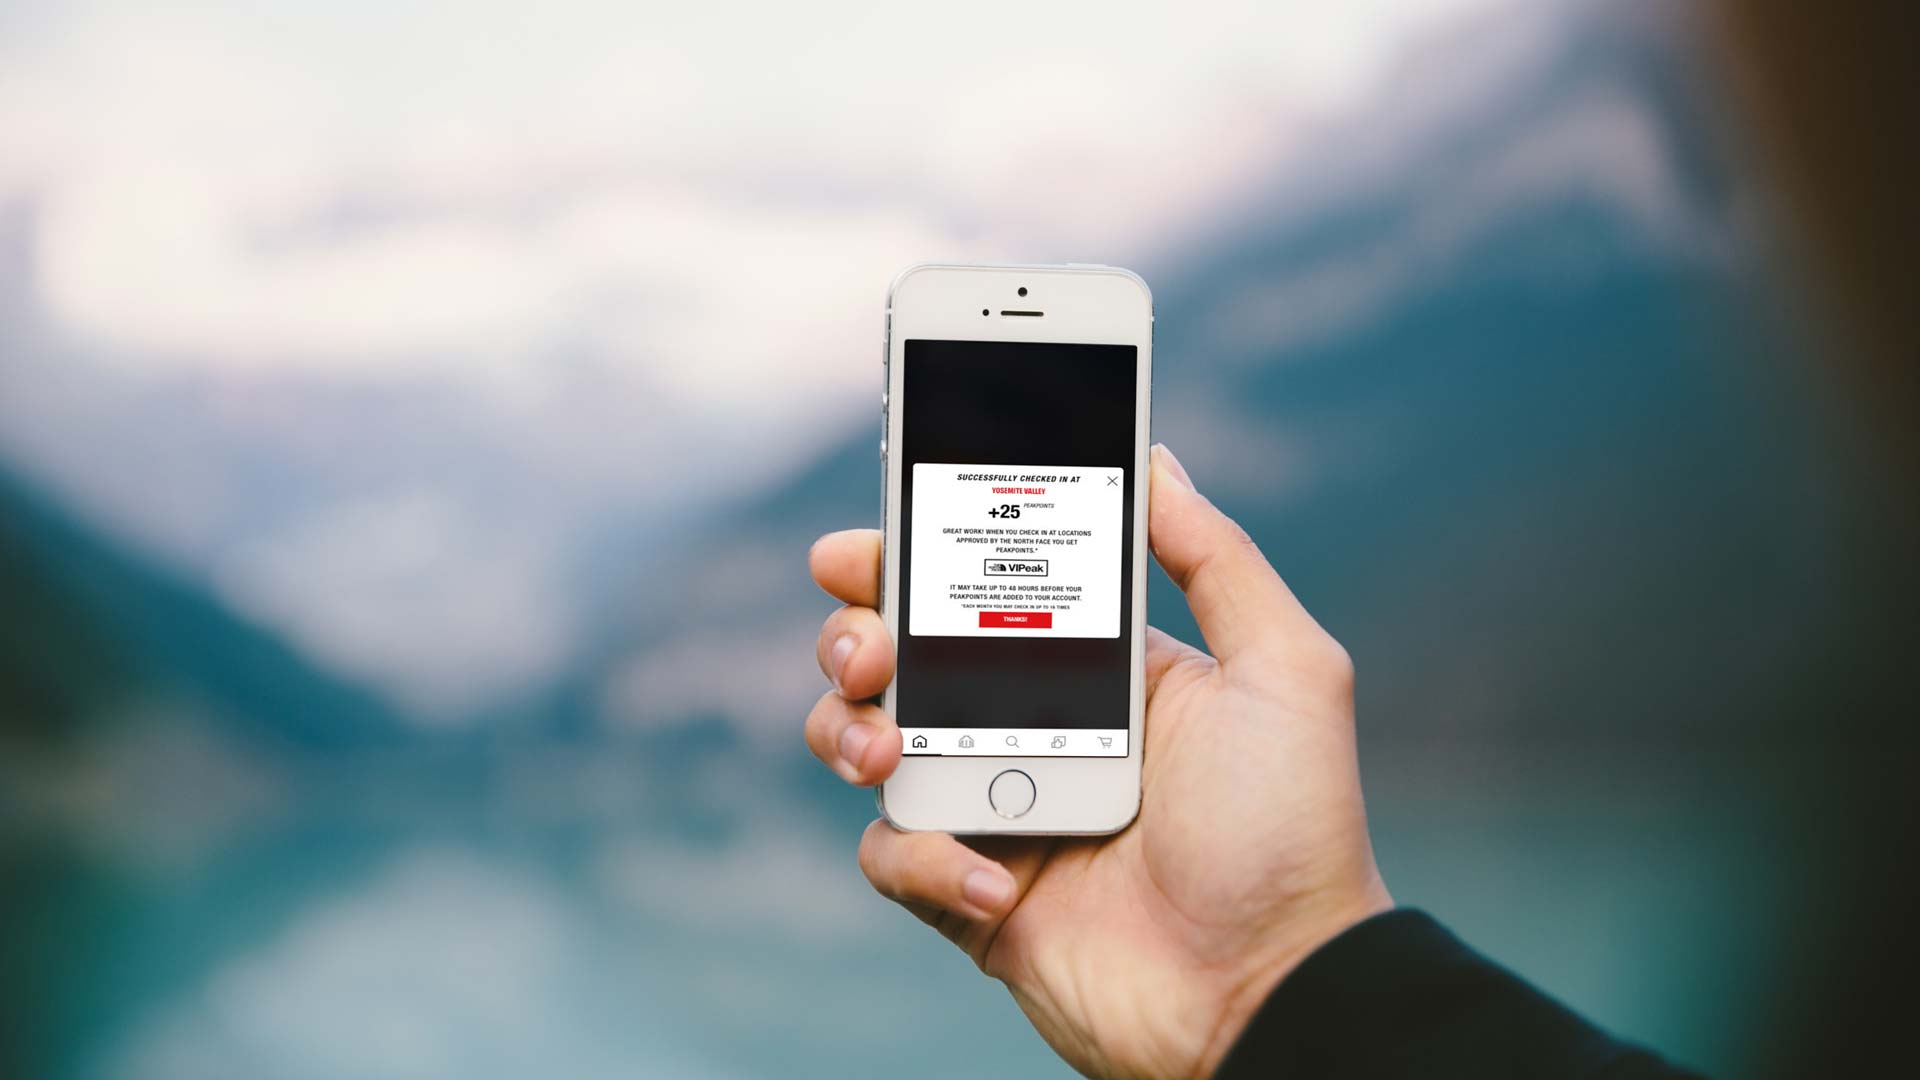 SUCCESSFULLY CHECKED IN AT
YOSEMITE VALLEY
+25 PEAKPOINTS
GREAT WORK! WHEN YOU CHECK IN AT LOCATIONS
APPROVED BY THE NORTH FACE YOU GET
PEAKPOINTS.*
VIPeak
IT MAY TAKE UP TO 48 HOURS BEFORE YOUR
PEAKPOINTS ARE ADDED TO YOUR ACCOUNT.
*EACH MONTH YOU MAY CHECK IN UP TO 16 TIMES
THANKS!